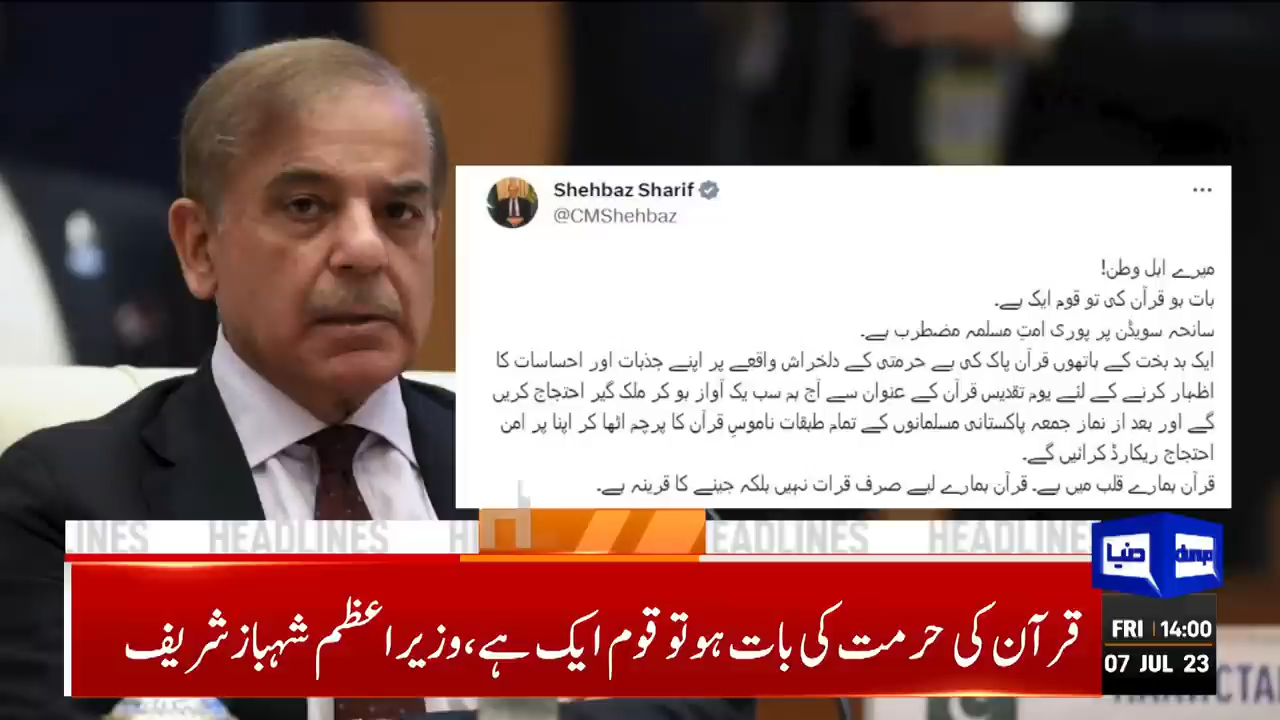 Shehbaz Sharif
@CMShehbaz
میرے اہل وطن!
بات ہو قرآن کی تو قوم ایک ہے۔
سانحہ سویڈن پر پوری امتِ مسلمہ مضطرب ہے۔
ایک بد بخت کے ہاتھوں قرآن پاک کی بے حرمتی کے دلخراش واقعے پر اپنے جذبات اور احساسات کا
اظہار کرنے کے لئے یوم تقدیس قرآن کے عنوان سے آج ہم سب یک آواز ہو کر ملک گیر احتجاج کریں
گے اور بعد از نماز جمعہ پاکستانی مسلمانوں کے تمام طبقات ناموسِ قرآن کا پرچم اٹھا کر اپنا پر امن
احتجاج ریکارڈ کرائیں گے۔
قرآن ہمارے قلب میں ہے۔ قرآن ہمارے لیے صرف قرات نہیں بلکہ جینے کا قرینہ ہے۔
LINES HEADLINES H EADLINES HEADLINES
دنیا
قرآن کی حرمت کی بات ہو تو قوم ایک ہے، وزیراعظم شہباز شریف
FRI 14:00
07 JUL 23